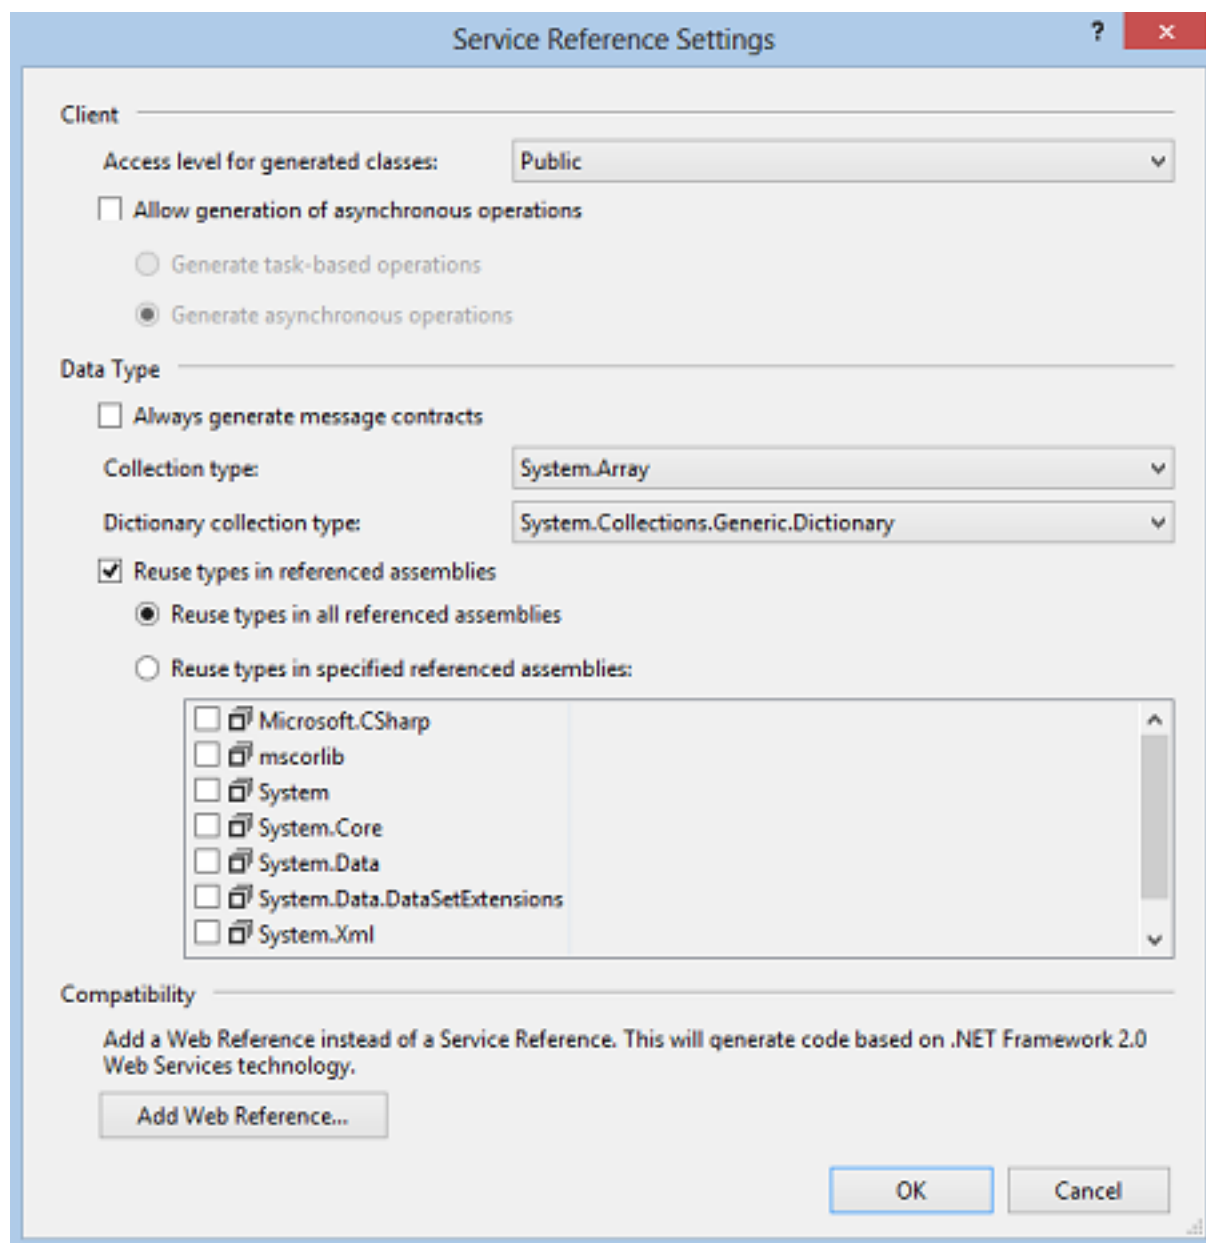 Service Reference Settings
?
Client
Access level for generated classes: Public
Allow generation of asynchronous operations
Generate task-based operations
Generate asynchronous operations
Data Type
Always generate message contracts
Collection type: System.Array
Dictionary collection type: System.Collections.Generic.Dictionary
Reuse types in referenced assemblies
Reuse types in all referenced assemblies
Reuse types in specified referenced assemblies:
Microsoft.CSharp
mscorlib
System
System.Core
System.Data
System.Data.DataSetExtensions
System.Xml
Compatibility
Add a Web Reference instead of a Service Reference. This will generate code based on .NET Framework 2.0
Web Services technology.
Add Web Reference...
OK Cancel